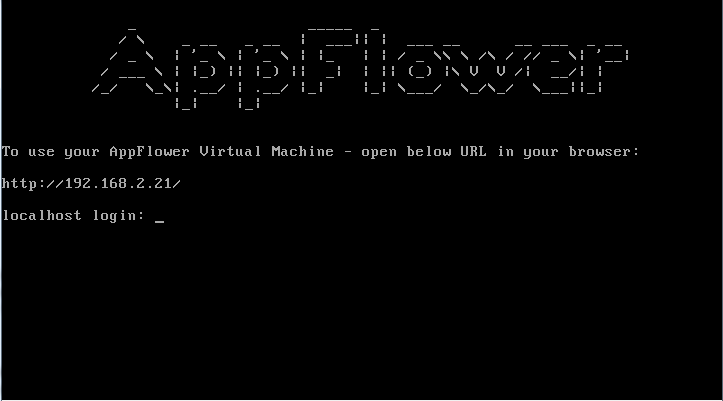 AppFlower
To use your AppFlower Virtual Machine - open below URL in your browser:
http://192.168.2.21/
localhost login: _